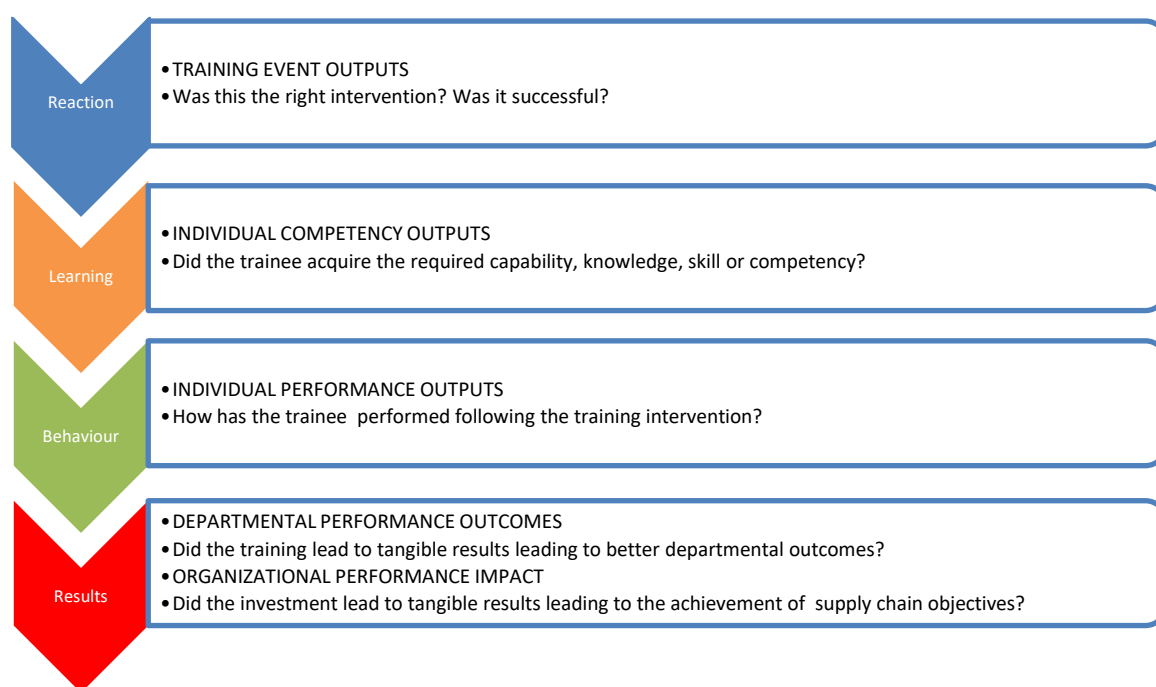 Reaction
•TRAINING EVENT OUTPUTS
•Was this the right intervention? Was it successful?
Learning
•INDIVIDUAL COMPETENCY OUTPUTS
•Did the trainee acquire the required capability, knowledge, skill or competency?
Behaviour
•INDIVIDUAL PERFORMANCE OUTPUTS
•How has the trainee performed following the training intervention?
Results
•DEPARTMENTAL PERFORMANCE OUTCOMES
•Did the training lead to tangible results leading to better departmental outcomes?
•ORGANIZATIONAL PERFORMANCE IMPACT
•Did the investment lead to tangible results leading to the achievement of supply chain objectives?